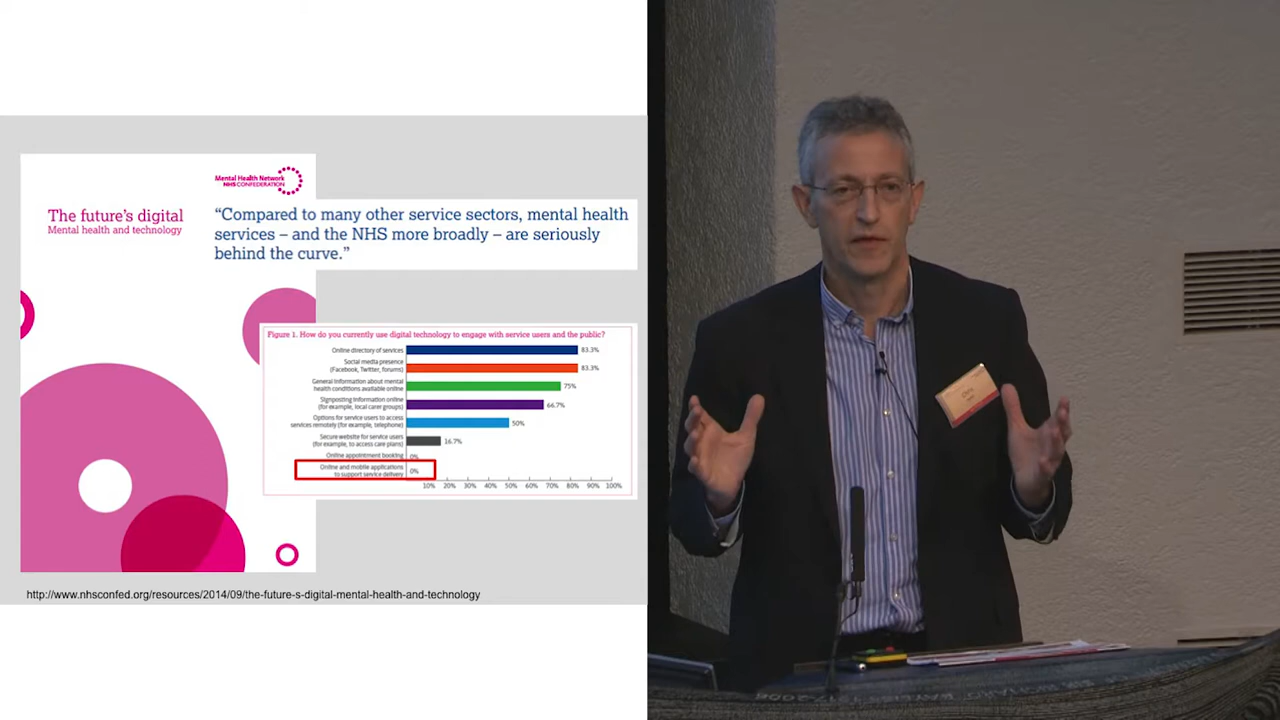 Mental Health Network
NHS CONFEDERATION
The future's digital
Mental health and technology
“Compared to many other service sectors, mental health
services – and the NHS more broadly – are seriously
behind the curve.”
Figure 1. How do you currently use digital technology to engage with service users and the public?
Online directory of services
83.3%
Social media presence
(Facebook, Twitter, forums)
83.3%
General information about mental
health conditions available online
75%
Signposting information online
(for example, local carer groups)
66.7%
Options for service users to access
services remotely (for example, telephone)
50%
Secure website for service users
(for example, to access care plans)
16.7%
Online appointment booking
0%
Online and mobile applications
to support service delivery
0%
10% 20% 30% 40% 50% 60% 70% 80% 90% 100%
http://www.nhsconfed.org/resources/2014/09/the-future-s-digital-mental-health-and-technology
Chris